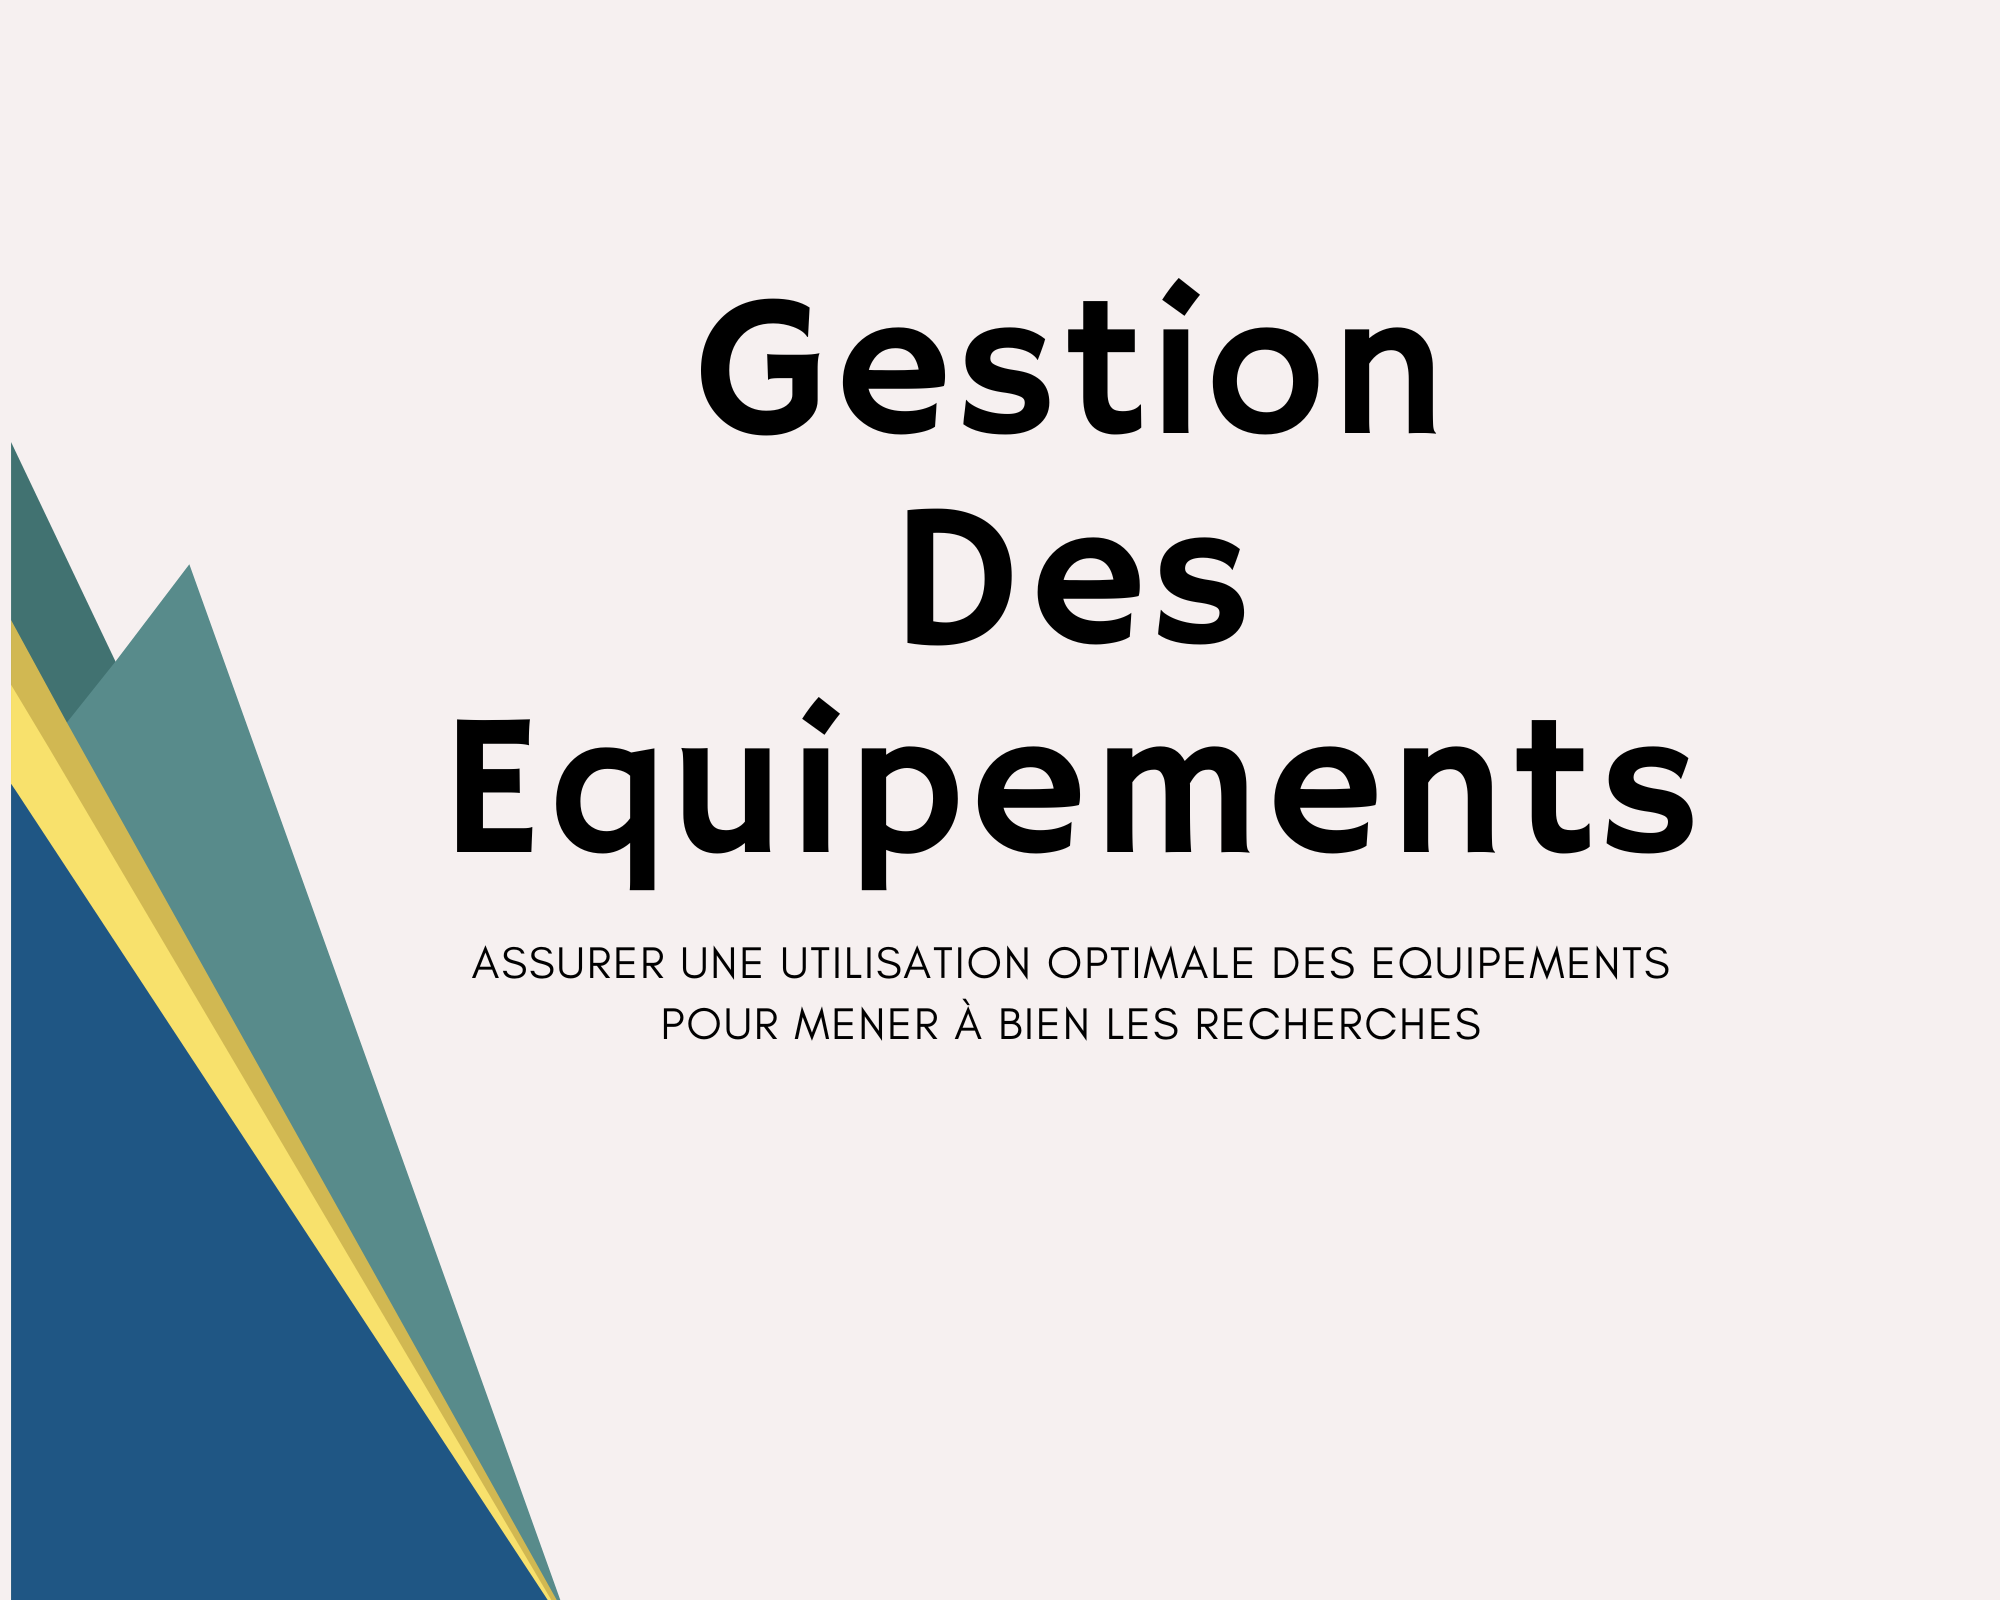 Gestion
Des
Equipements
ASSURER UNE UTILISATION OPTIMALE DES EQUIPEMENTS
POUR MENER À BIEN LES RECHERCHES